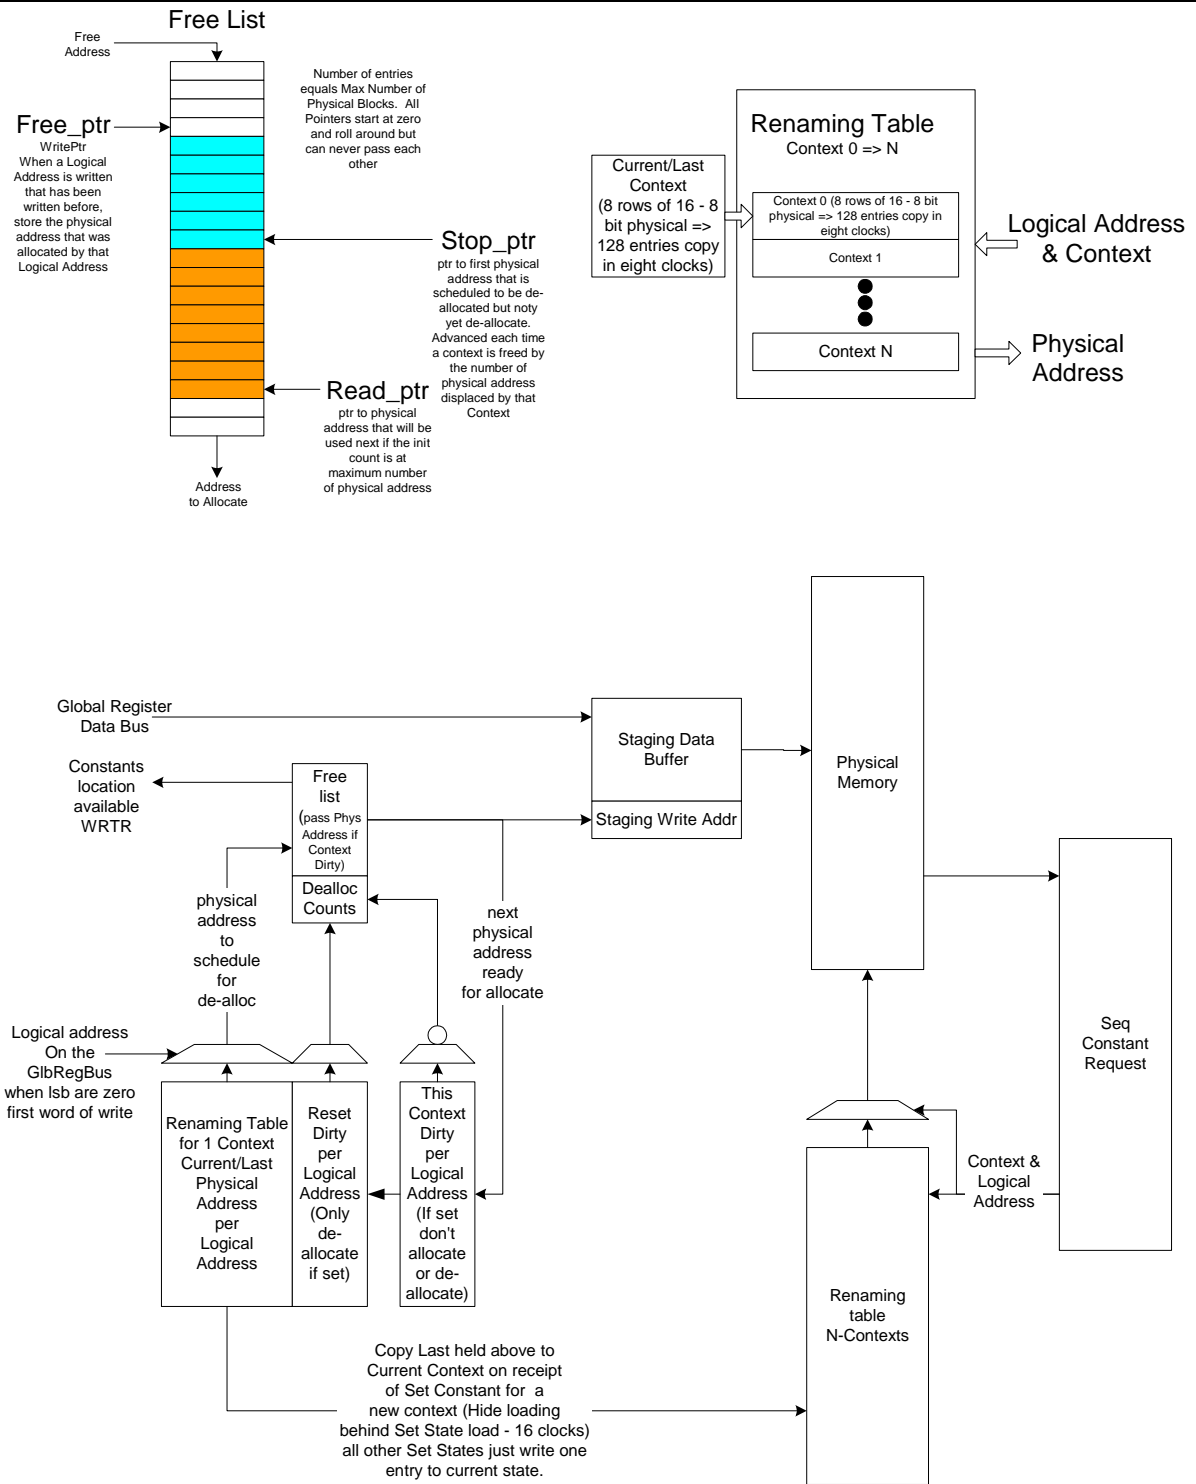 Free List
Free
Address
Number of entries
equals Max Number of
Physical Blocks.  All
Pointers start at zero
and roll around but
can never pass each
other
Free_ptr
WritePtr
When a Logical
Address is written
that has been
written before,
store the physical
address that was
allocated by that
Logical Address
Stop_ptr
ptr to first physical
address that is
scheduled to be de-
allocated but noty
yet de-allocate.
Advanced each time
a context is freed by
the number of
physical address
displaced by that
Context
Read_ptr
ptr to physical
address that will be
used next if the init
count is at
maximum number
of physical address
Address
to Allocate
Renaming Table
Context 0 => N
Current/Last
Context
(8 rows of 16 - 8
bit physical =>
128 entries copy
in eight clocks)
Context 0 (8 rows of 16 - 8 bit
physical => 128 entries copy in
eight clocks)
Context 1
Context N
Logical Address
& Context
Physical
Address
Global Register
Data Bus
Constants
location
available
WRTR
Free
list
(pass Phys
Address if
Context
Dirty)
Dealloc
Counts
Staging Data
Buffer
Staging Write Addr
Physical
Memory
physical
address
to
schedule
for
de-alloc
next
physical
address
ready
for allocate
Logical address
On the
GlbRegBus
when lsb are zero
first word of write
Renaming Table
for 1 Context
Current/Last
Physical
Address
per
Logical
Address
Reset
Dirty
per
Logical
Address
(Only
de-
allocate
if set)
This
Context
Dirty
per
Logical
Address
(If set
don't
allocate
or de-
allocate)
Seq
Constant
Request
Context &
Logical
Address
Renaming
table
N-Contexts
Copy Last held above to
Current Context on receipt
of Set Constant for  a
new context (Hide loading
behind Set State load - 16 clocks)
all other Set States just write one
entry to current state.